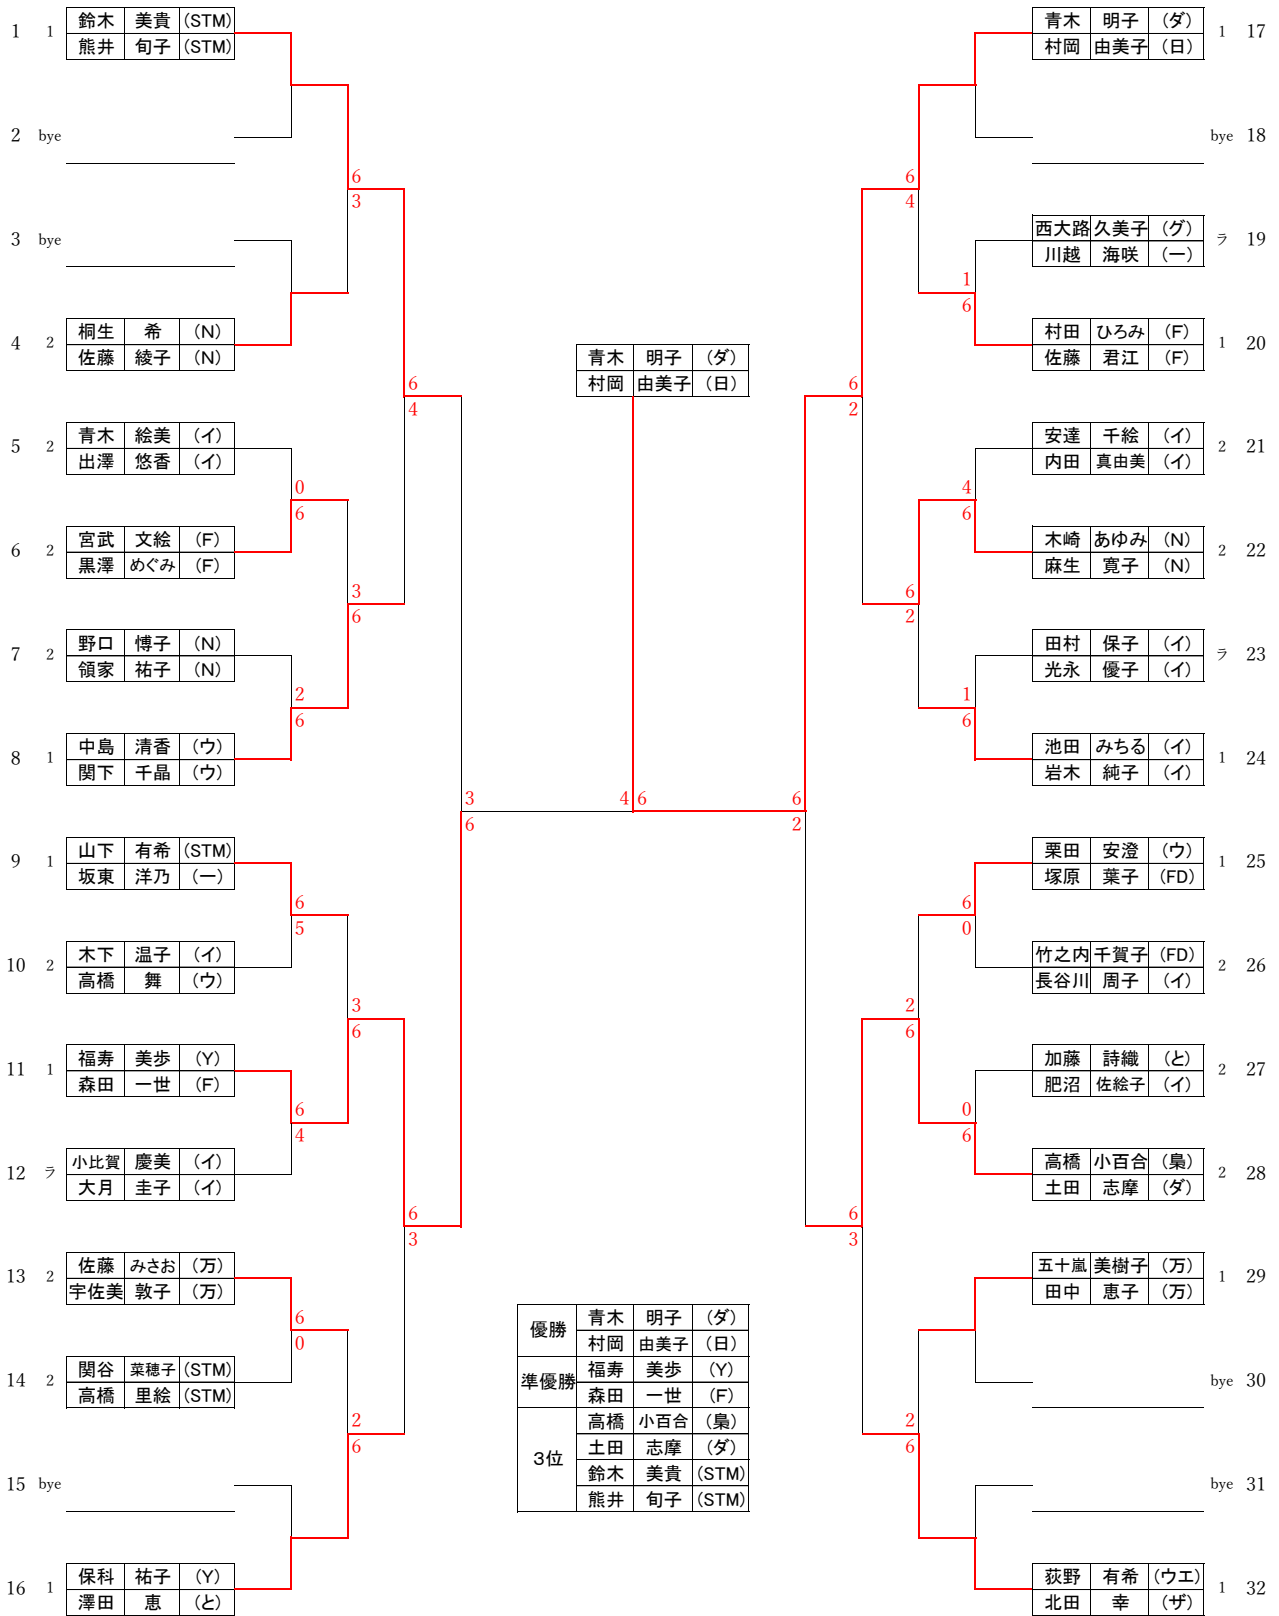 1 1 鈴木 美貴 (STM)
熊井 旬子 (STM)
2 bye
6
3
3 bye
4 2 桐生 希 (N)
佐藤 綾子 (N)
6
4
5 2 青木 絵美 (イ)
出澤 悠香 (イ)
0
6
6 2 宮武 文絵 (F)
黒澤 めぐみ (F)
3
6
7 2 野口 博子 (N)
領家 祐子 (N)
2
6
8 1 中島 清香 (ウ)
関下 千晶 (ウ)
3
6
9 1 山下 有希 (STM)
坂東 洋乃 (一)
6
5
10 2 木下 温子 (イ)
高橋 舞 (ウ)
3
6
11 1 福寿 美歩 (Y)
森田 一世 (F)
6
4
12 ラ 小比賀 慶美 (イ)
大月 圭子 (イ)
6
3
13 2 佐藤 みさお (万)
宇佐美 敦子 (万)
6
0
14 2 関谷 菜穂子 (STM)
高橋 里絵 (STM)
2
6
15 bye
16 1 保科 祐子 (Y)
澤田 恵 (と)
青木 明子 (ダ)
村岡 由美子 (日)
4 6
優勝 青木 明子 (ダ)
村岡 由美子 (日)
準優勝 福寿 美歩 (Y)
森田 一世 (F)
3位 高橋 小百合 (梟)
土田 志摩 (ダ)
鈴木 美貴 (STM)
熊井 旬子 (STM)
青木 明子 (ダ) 1 17
村岡 由美子 (日)
bye 18
6
4
西大路 久美子 (グ) ラ 19
川越 海咲 (一)
1
6
村田 ひろみ (F) 1 20
佐藤 君江 (F)
6
2
安達 千絵 (イ) 2 21
内田 真由美 (イ)
4
6
木崎 あゆみ (N) 2 22
麻生 寛子 (N)
6
2
田村 保子 (イ) ラ 23
光永 優子 (イ)
1
6
池田 みちる (イ) 1 24
岩木 純子 (イ)
6
2
栗田 安澄 (ウ) 1 25
塚原 葉子 (FD)
6
0
竹之内 千賀子 (FD) 2 26
長谷川 周子 (イ)
2
6
加藤 詩織 (と) 2 27
肥沼 佐絵子 (イ)
0
6
高橋 小百合 (梟) 2 28
土田 志摩 (ダ)
6
3
五十嵐 美樹子 (万) 1 29
田中 恵子 (万)
bye 30
2
6
bye 31
荻野 有希 (ウエ) 1 32
北田 幸 (ザ)